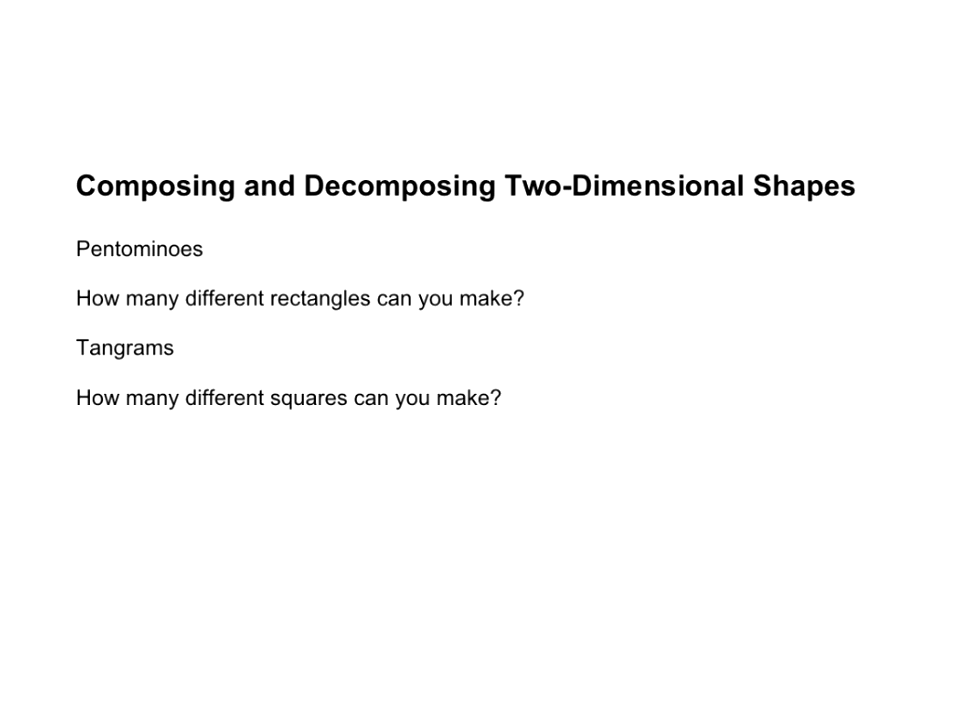 Composing and Decomposing Two-Dimensional Shapes
Pentominoes
How many different rectangles can you make?
Tangrams
How many different squares can you make?